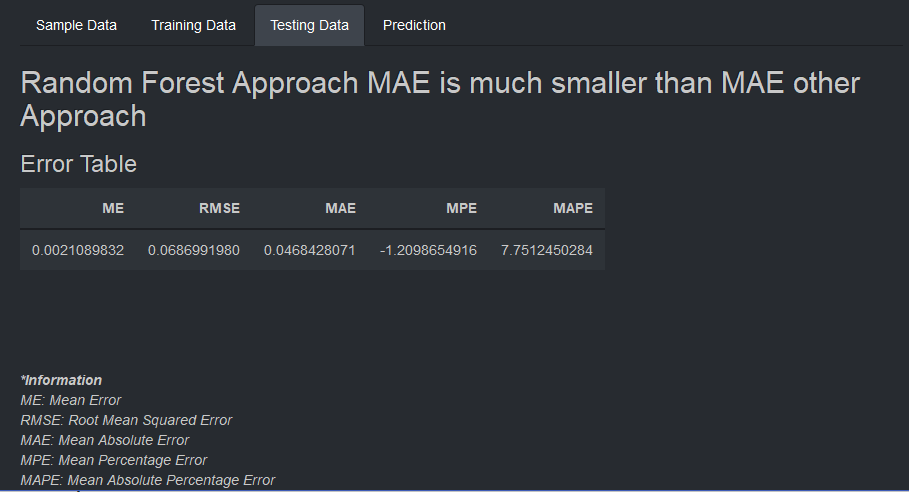 Sample Data Training Data Testing Data Prediction
Random Forest Approach MAE is much smaller than MAE other
Approach
Error Table
ME RMSE MAE MPE MAPE
0.0021089832 0.0686991980 0.0468428071 -1.2098654916 7.7512450284
*Information
ME: Mean Error
RMSE: Root Mean Squared Error
MAE: Mean Absolute Error
MPE: Mean Percentage Error
MAPE: Mean Absolute Percentage Error